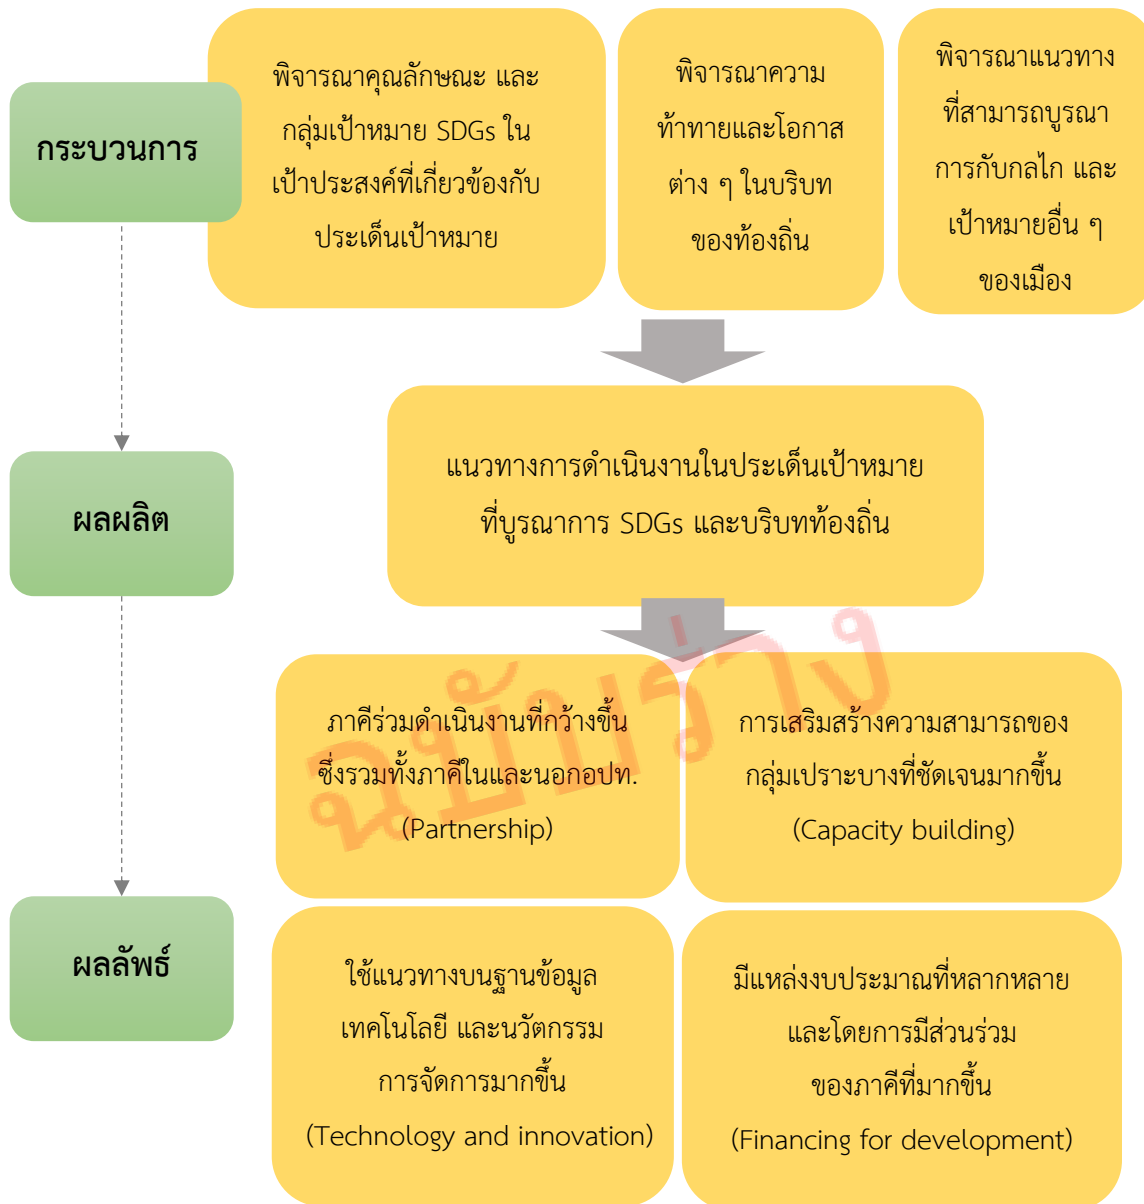 กระบวนการ
พิจารณาคุณลักษณะ และ
กลุ่มเป้าหมาย SDGs ใน
เป้าประสงค์ที่เกี่ยวข้องกับ
ประเด็นเป้าหมาย
พิจารณาความ
ท้าทายและโอกาส
ต่าง ๆ ในบริบท
ของท้องถิ่น
พิจารณาแนวทาง
ที่สามารถบูรณา
การกับกลไก และ
เป้าหมายอื่น ๆ
ของเมือง
ผลผลิต
แนวทางการดำเนินงานในประเด็นเป้าหมาย
ที่บูรณาการ SDGs และบริบทท้องถิ่น
ฉบับร่าง
ภาคีร่วมดำเนินงานที่กว้างขึ้น
ซึ่งรวมทั้งภาคีในและนอกอปท.
(Partnership)
การเสริมสร้างความสามารถของ
กลุ่มเปราะบางที่ชัดเจนมากขึ้น
(Capacity building)
ผลลัพธ์
ใช้แนวทางบนฐานข้อมูล
เทคโนโลยี และนวัตกรรม
การจัดการมากขึ้น
(Technology and innovation)
มีแหล่งงบประมาณที่หลากหลาย
และโดยการมีส่วนร่วม
ของภาคีที่มากขึ้น
(Financing for development)